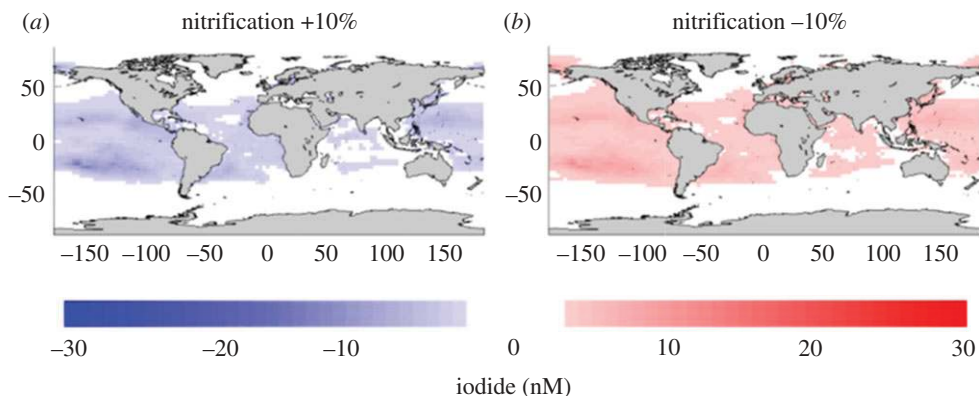 (a) nitrification +10%
(b) nitrification –10%
50
0
–50
–150 –100 –50 0 50 100 150
50
0
–50
–150 –100 –50 0 50 100 150
–30 –20 –10 0 10 20 30
iodide (nM)